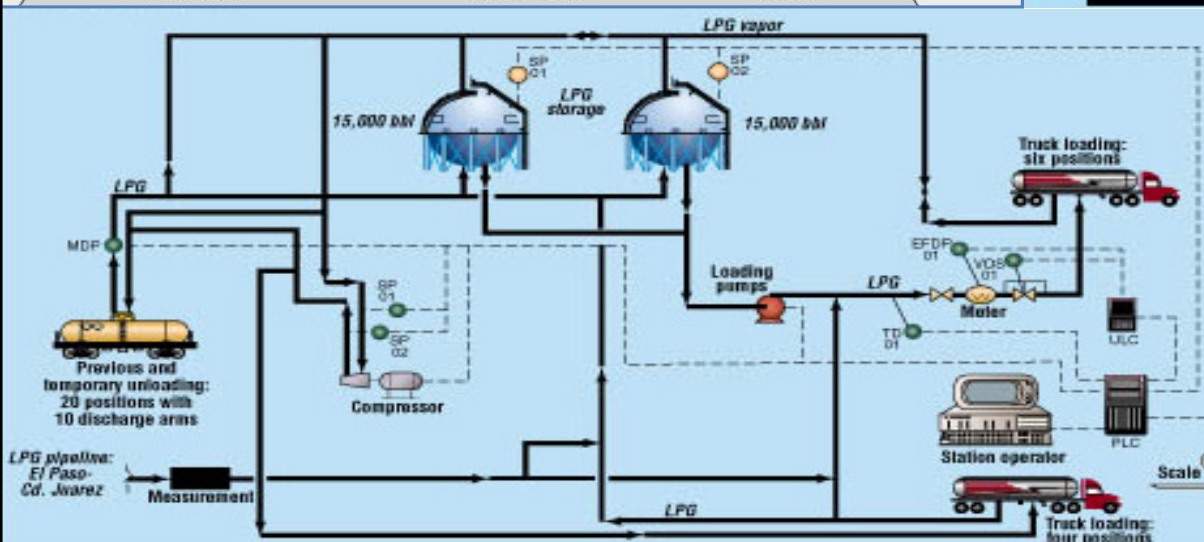 LPG vapor
SP
01
SP
02
LPG
storage
15,000 bbl
15,000 bbl
Truck loading:
six positions
LPG
MDP
EFDP
01
VDS
01
LPG
Loading
pumps
Meter
SP
01
SP
02
TD
01
ULC
Previous and
temporary unloading:
20 positions with
10 discharge arms
Compressor
Station operator
PLC
LPG pipeline:
El Paso-
Cd. Juarez
Measurement
Scale
LPG
Truck loading:
four positions